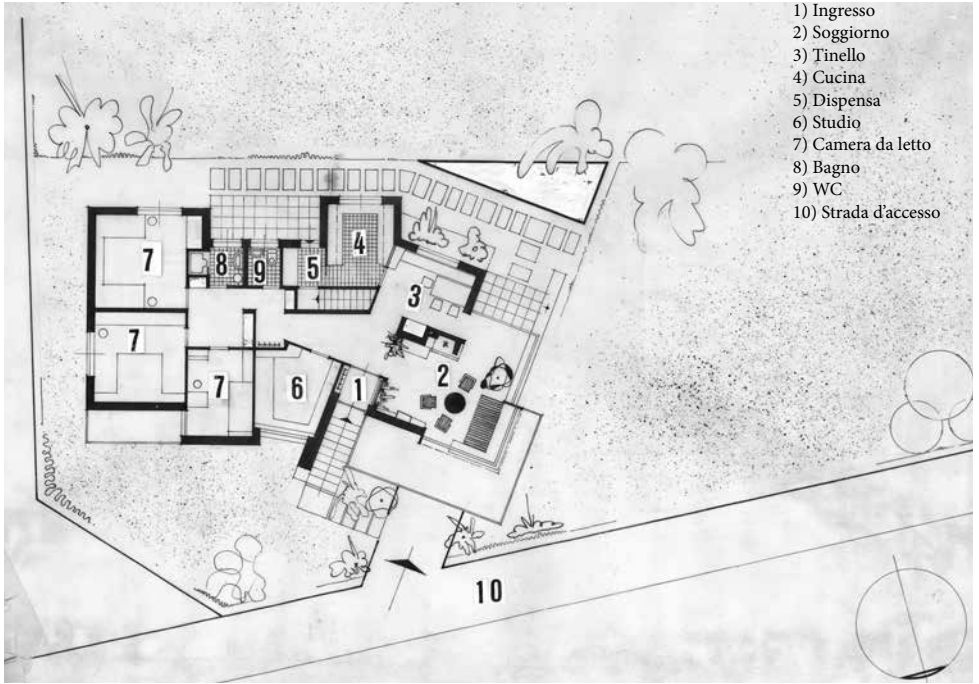 1) Ingresso
2) Soggiorno
3) Tinello
4) Cucina
5) Dispensa
6) Studio
7) Camera da letto
8) Bagno
9) WC
10) Strada d'accesso
7
8
9
5
4
3
7
7
6
1
2
10